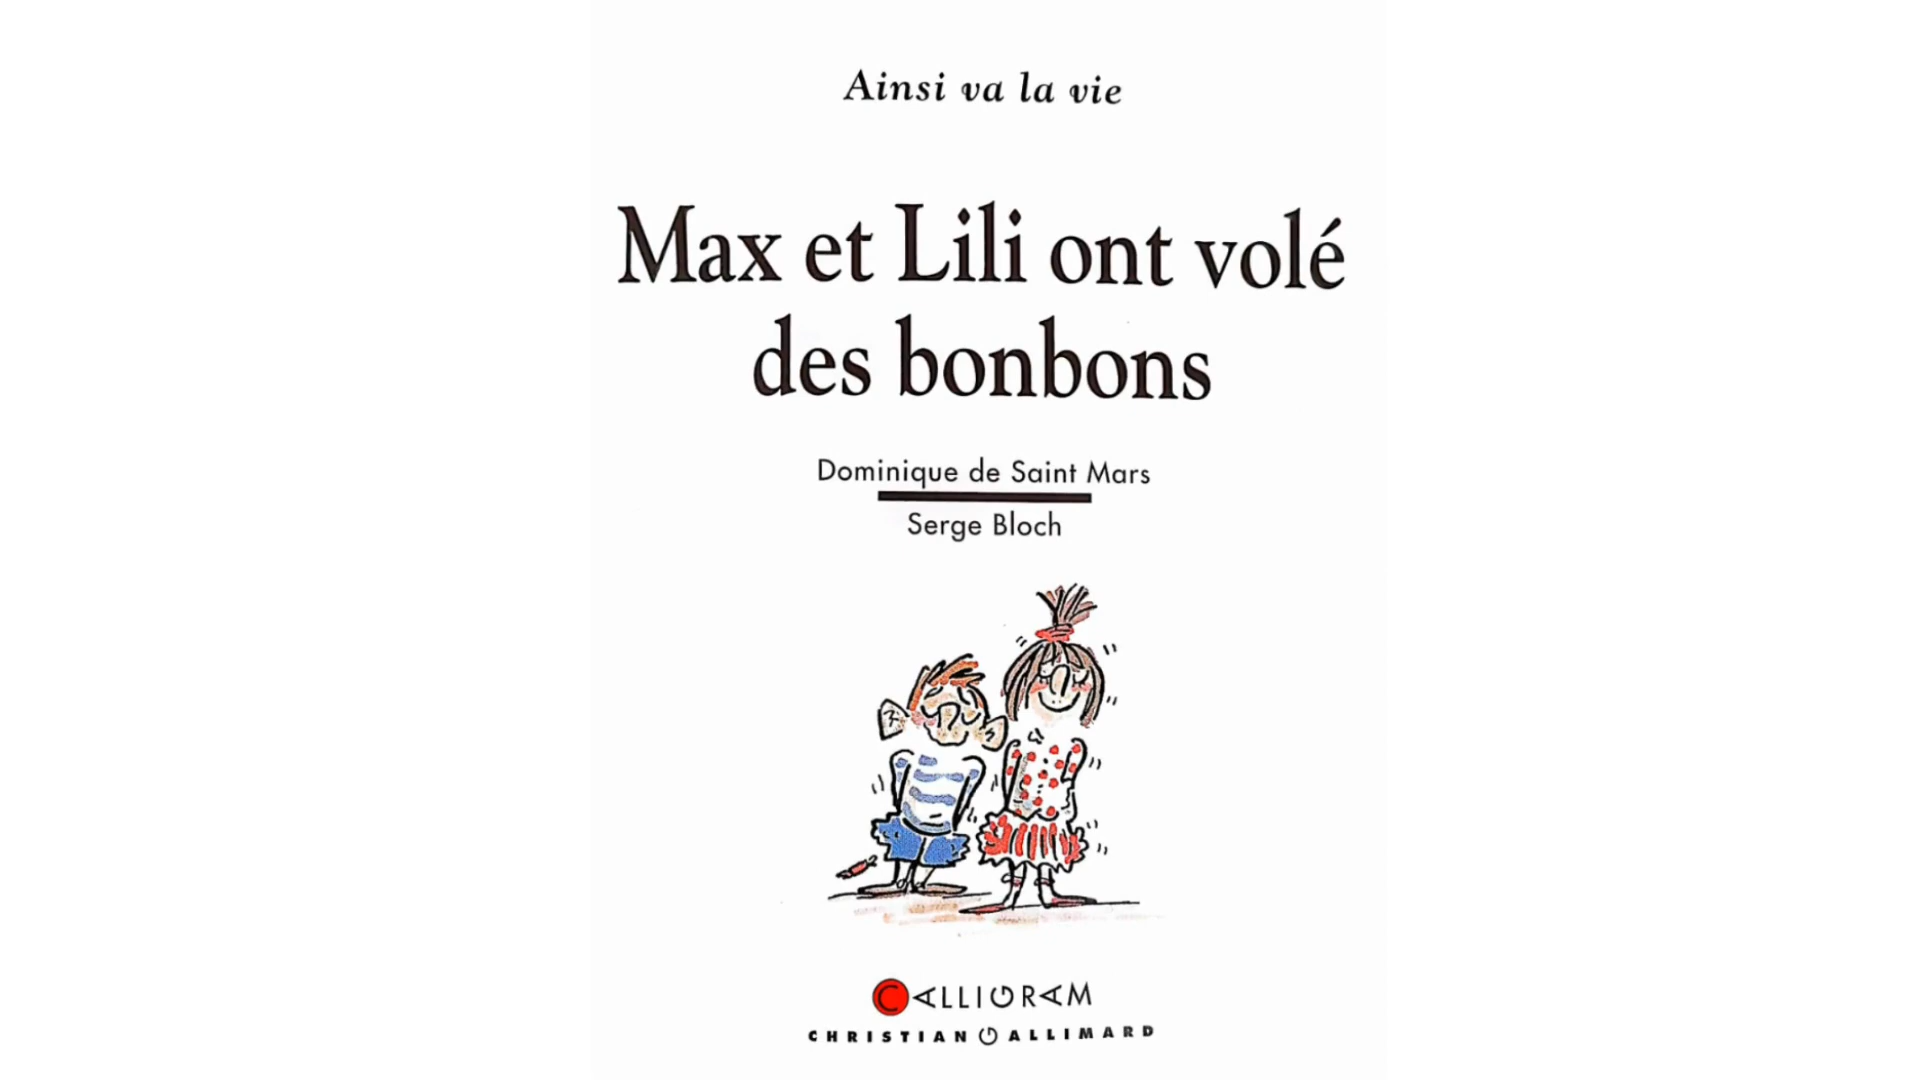 Ainsi va la vie
Max et Lili ont volé
des bonbons
Dominique de Saint Mars
Serge Bloch
CALLIGRAM
CHRISTIAN GALLIMARD